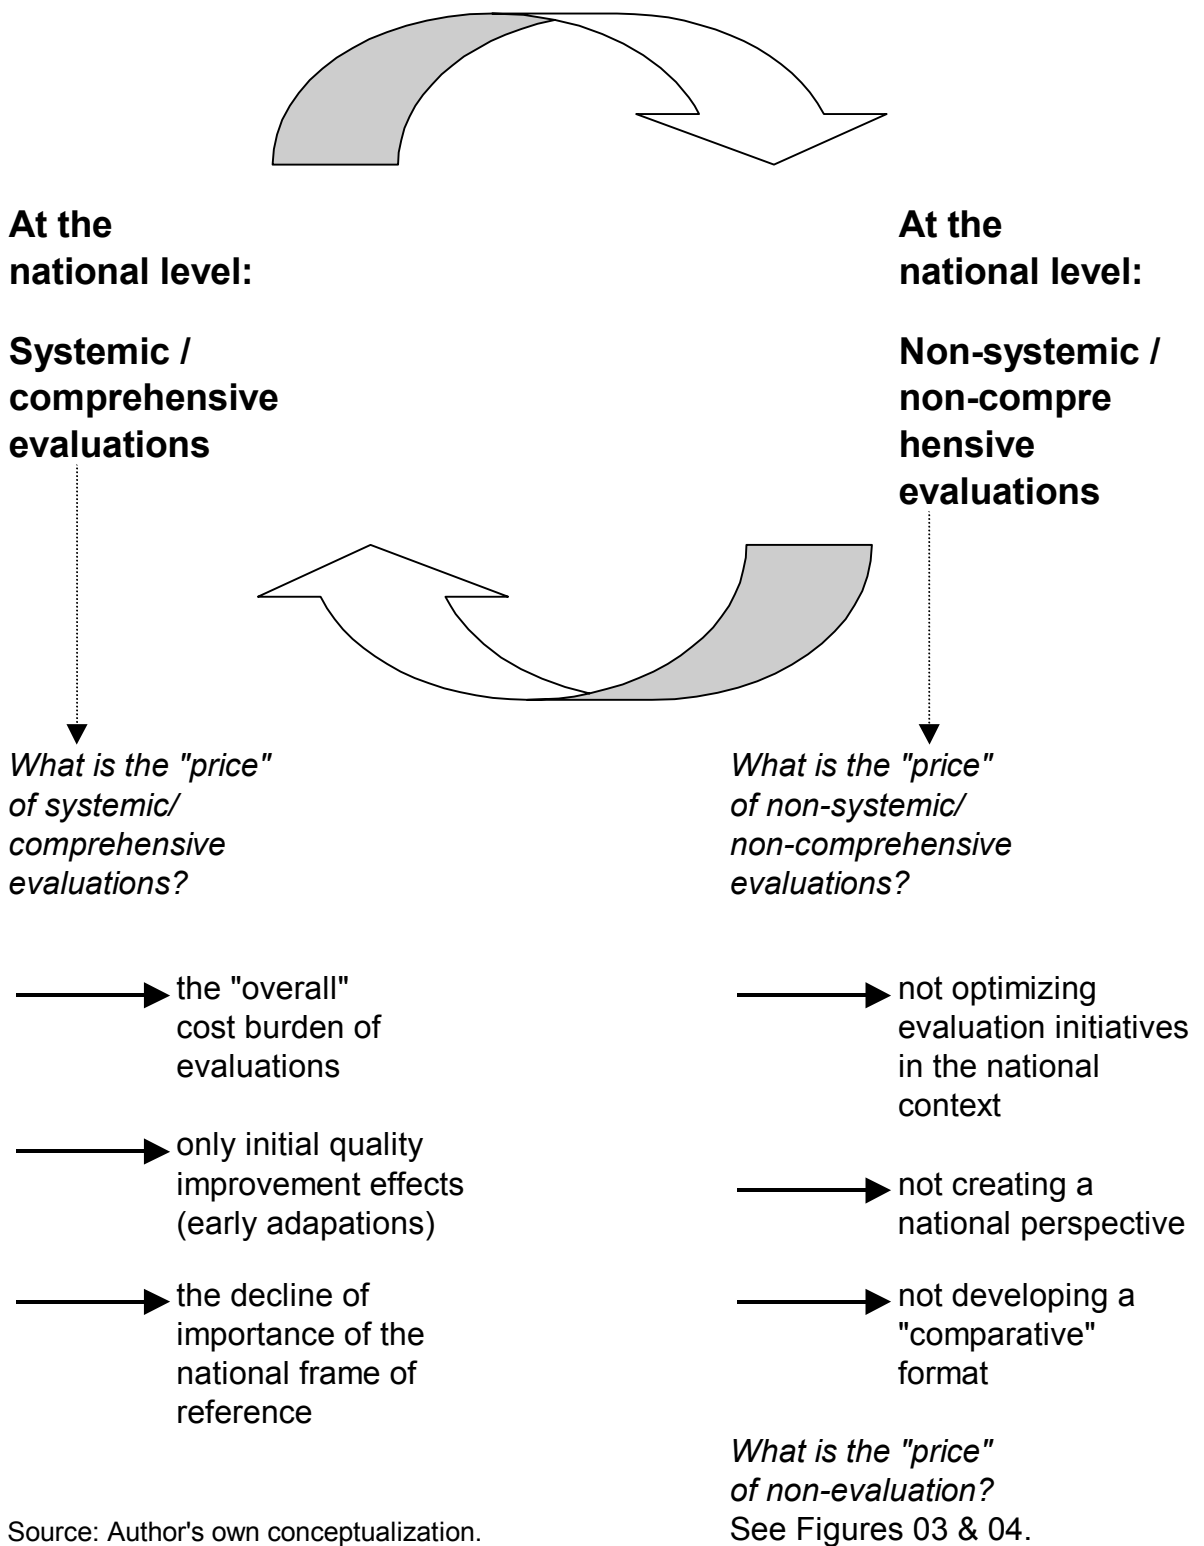 At the
national level:
Systemic /
comprehensive
evaluations
At the
national level:
Non-systemic /
non-compre
hensive
evaluations
What is the "price"
of systemic/
comprehensive
evaluations?
the "overall"
cost burden of
evaluations
only initial quality
improvement effects
(early adapations)
the decline of
importance of the
national frame of
reference
What is the "price"
of non-systemic/
non-comprehensive
evaluations?
not optimizing
evaluation initiatives
in the national
context
not creating a
national perspective
not developing a
"comparative"
format
What is the "price"
of non-evaluation?
See Figures 03 & 04.
Source: Author's own conceptualization.